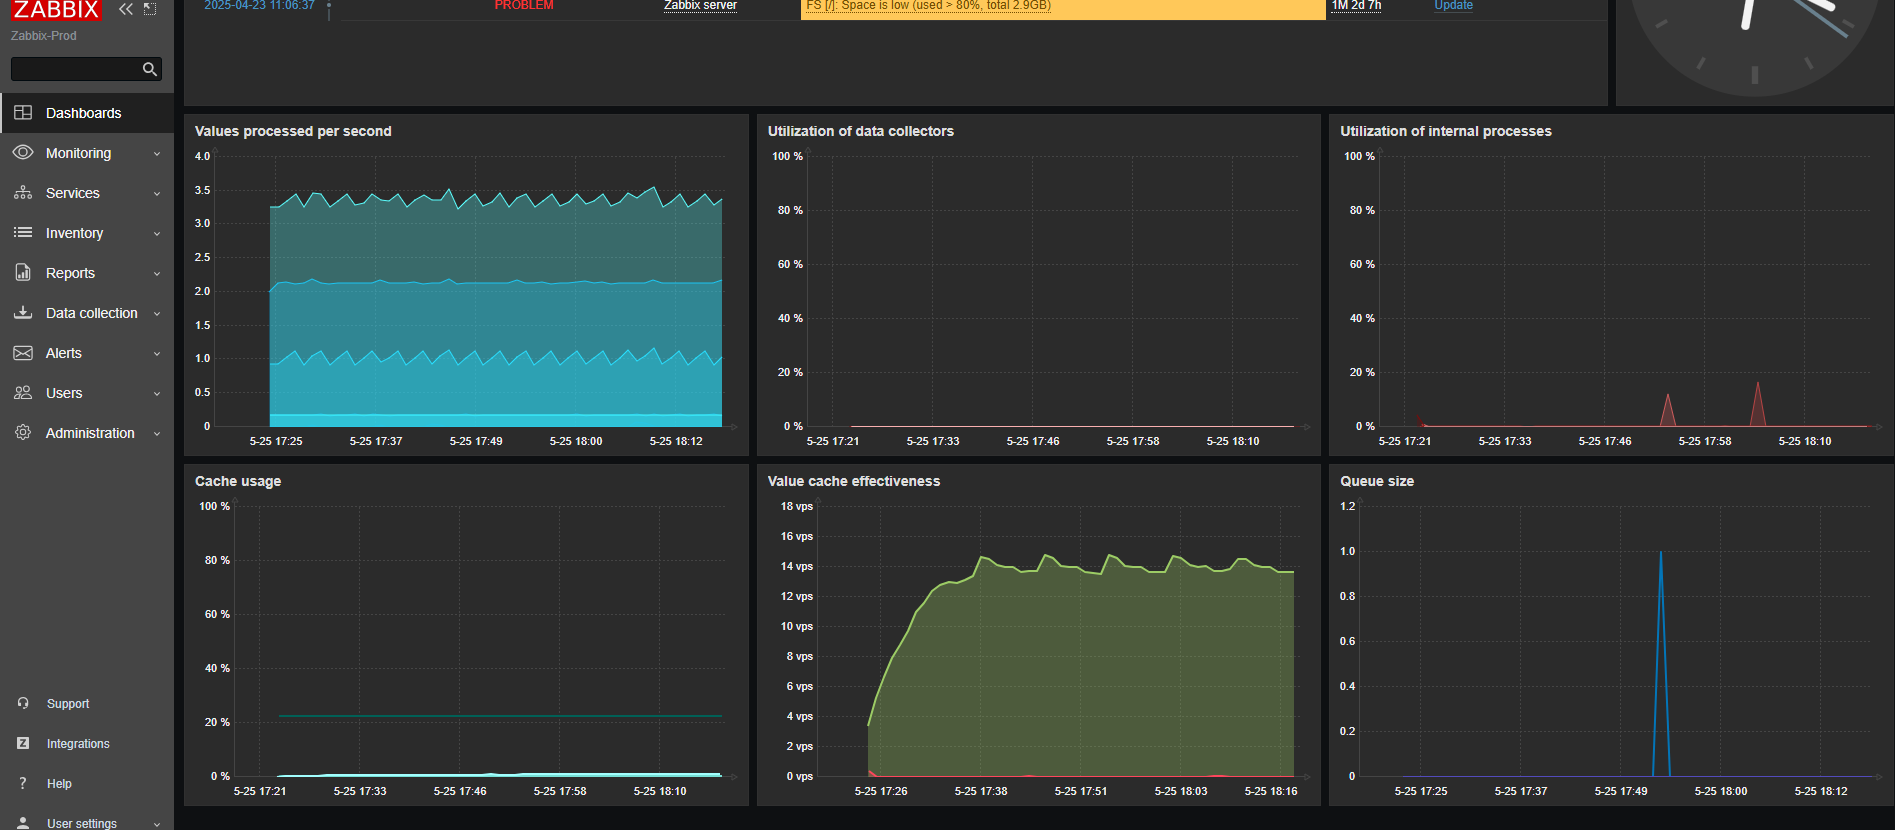 ZABBIX
Zabbix-Prod
Dashboards
Monitoring
Services
Inventory
Reports
Data collection
Alerts
Users
Administration
Support
Integrations
Help
User settings
2025-04-23 11:06:37 PROBLEM Zabbix server FS [/]: Space is low (used > 80%, total 2.9GB) 1M 2d 7h Update
Values processed per second
4.0
3.5
3.0
2.5
2.0
1.5
1.0
0.5
0
5-25 17:25 5-25 17:37 5-25 17:49 5-25 18:00 5-25 18:12
Utilization of data collectors
100 %
80 %
60 %
40 %
20 %
0 %
5-25 17:21 5-25 17:33 5-25 17:46 5-25 17:58 5-25 18:10
Utilization of internal processes
100 %
80 %
60 %
40 %
20 %
0 %
5-25 17:21 5-25 17:33 5-25 17:46 5-25 17:58 5-25 18:10
Cache usage
100 %
80 %
60 %
40 %
20 %
0 %
5-25 17:21 5-25 17:33 5-25 17:46 5-25 17:58 5-25 18:10
Value cache effectiveness
18 vps
16 vps
14 vps
12 vps
10 vps
8 vps
6 vps
4 vps
2 vps
0 vps
5-25 17:26 5-25 17:38 5-25 17:51 5-25 18:03 5-25 18:16
Queue size
1.2
1.0
0.8
0.6
0.4
0.2
0
5-25 17:25 5-25 17:37 5-25 17:49 5-25 18:00 5-25 18:12